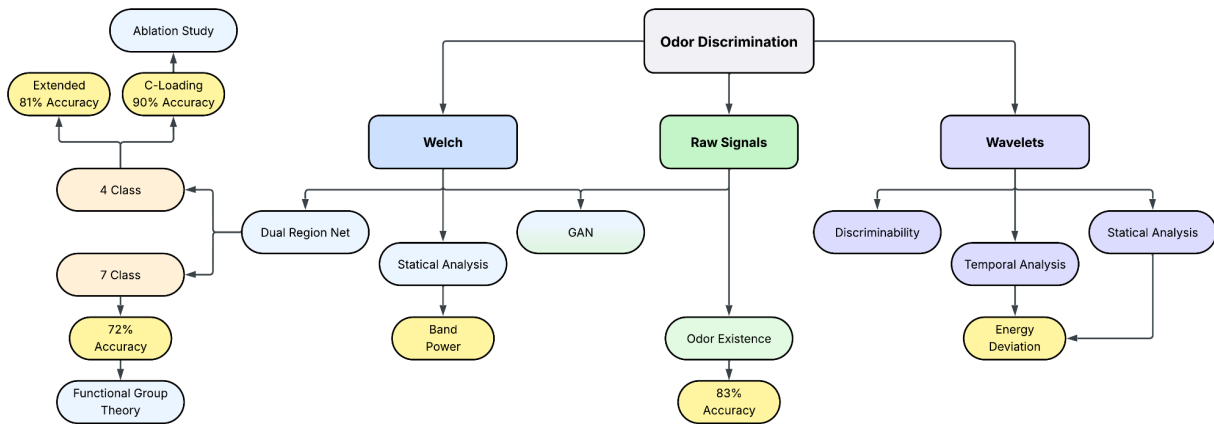 Odor Discrimination
Ablation Study
Extended
81% Accuracy
C-Loading
90% Accuracy
Welch
Raw Signals
Wavelets
4 Class
Dual Region Net
GAN
Discriminability
Statical Analysis
Statical Analysis
Temporal Analysis
7 Class
72%
Accuracy
Band
Power
Odor Existence
Energy
Deviation
Functional Group
Theory
83%
Accuracy